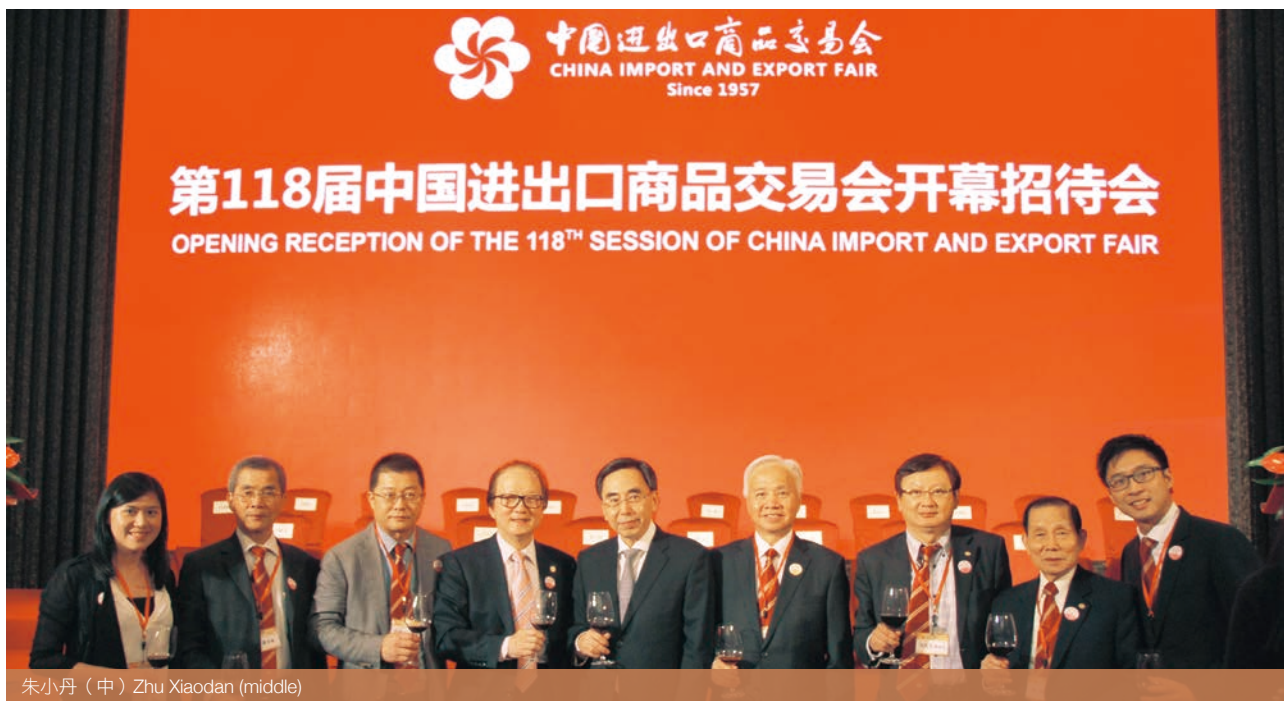 中国进出口商品交易会
CHINA IMPORT AND EXPORT FAIR
Since 1957
第118届中国进出口商品交易会开幕招待会
OPENING RECEPTION OF THE 118TH SESSION OF CHINA IMPORT AND EXPORT FAIR
朱小丹（中）Zhu Xiaodan (middle)